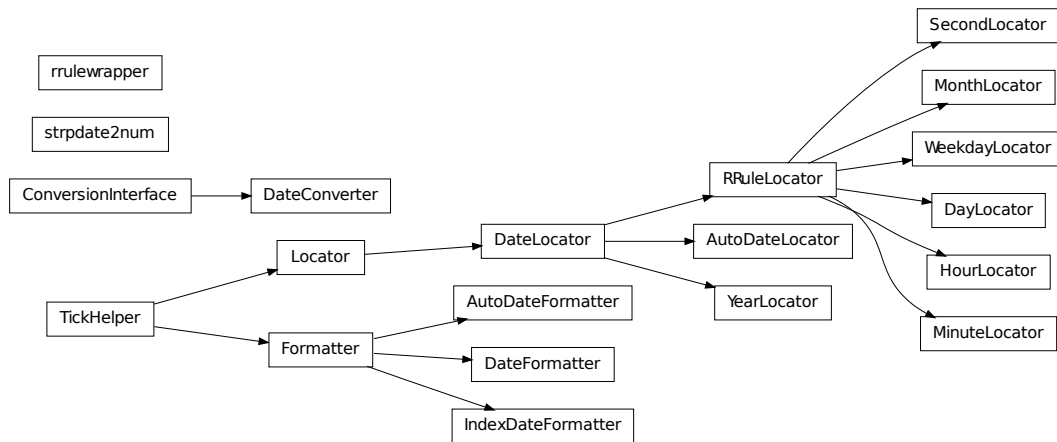 SecondLocator
rrulewrapper
MonthLocator
strpdate2num
WeekdayLocator
ConversionInterface
DateConverter
RRuleLocator
DayLocator
Locator
DateLocator
AutoDateLocator
HourLocator
TickHelper
AutoDateFormatter
YearLocator
MinuteLocator
Formatter
DateFormatter
IndexDateFormatter